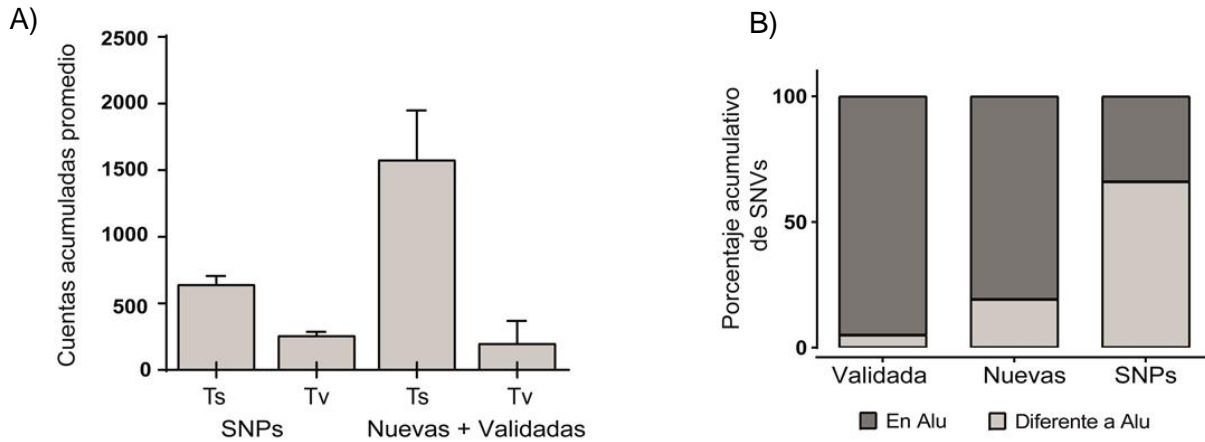 A)
Cuentas acumuladas promedio
2500
2000
1500
1000
500
0
Ts
Tv
Ts
Tv
SNPs
Nuevas + Validadas
B)
Porcentaje acumulativo
de SNVs
100
50
0
Validada
Nuevas
SNPs
En Alu
Diferente a Alu